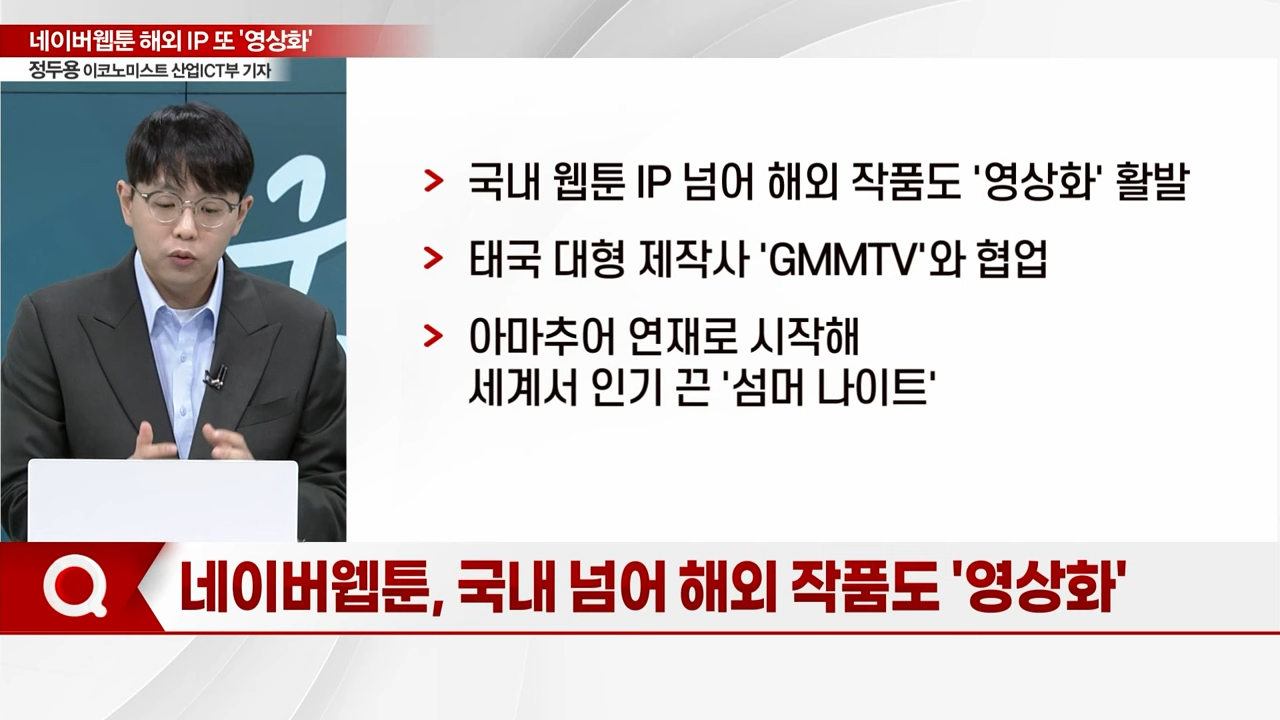 네이버웹툰 해외 IP 또 '영상화'
정두용 이코노미스트 산업ICT부 기자
> 국내 웹툰 IP 넘어 해외 작품도 '영상화' 활발
> 태국 대형 제작사 'GMMTV'와 협업
> 아마추어 연재로 시작해
세계서 인기 끈 '섬머 나이트'
네이버웹툰, 국내 넘어 해외 작품도 '영상화'